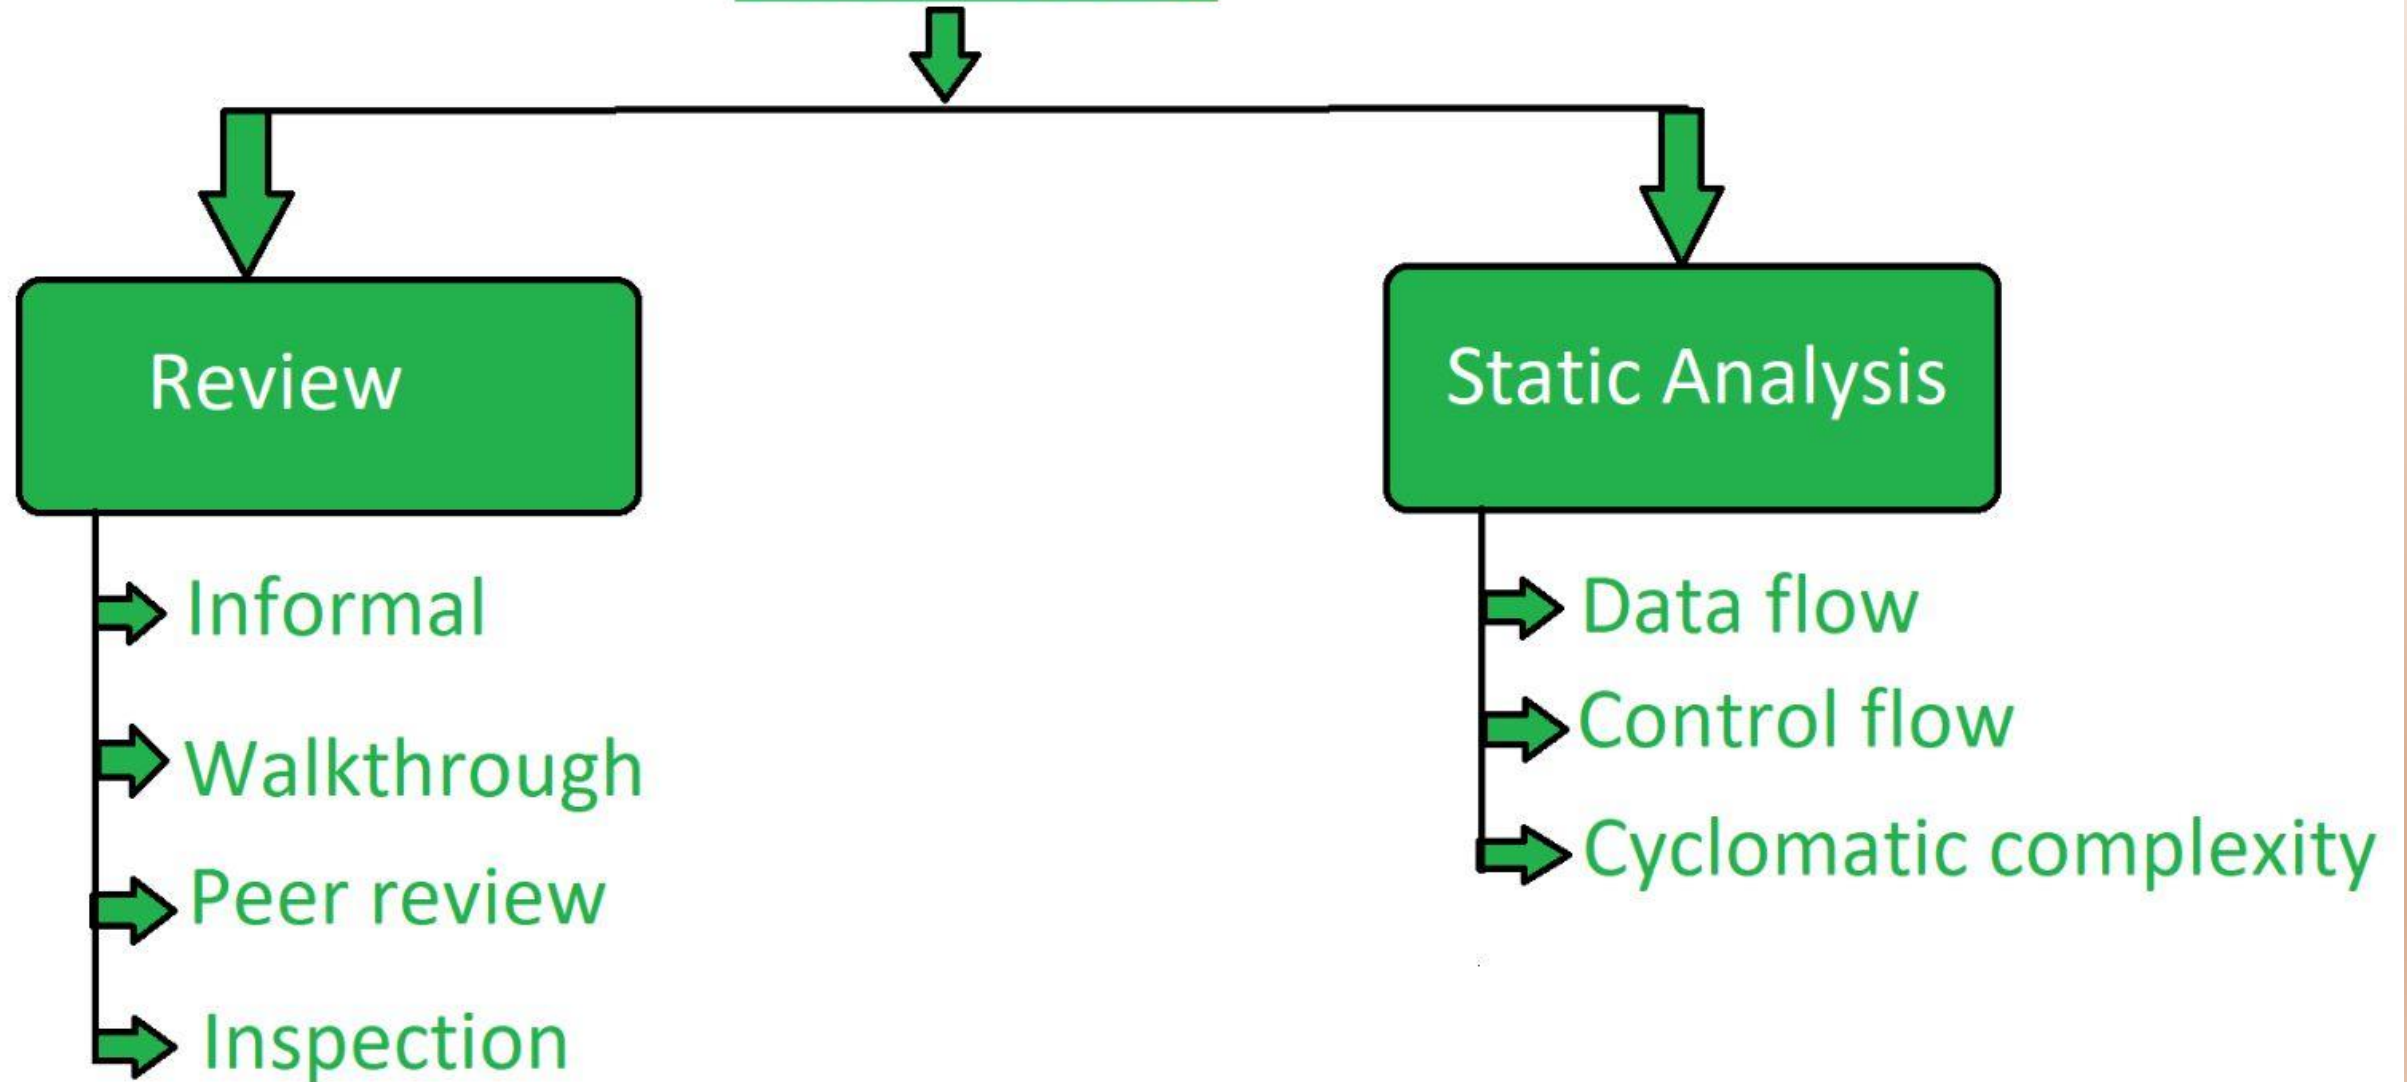 Review
Informal
Walkthrough
Peer review
Inspection
Static Analysis
Data flow
Control flow
Cyclomatic complexity